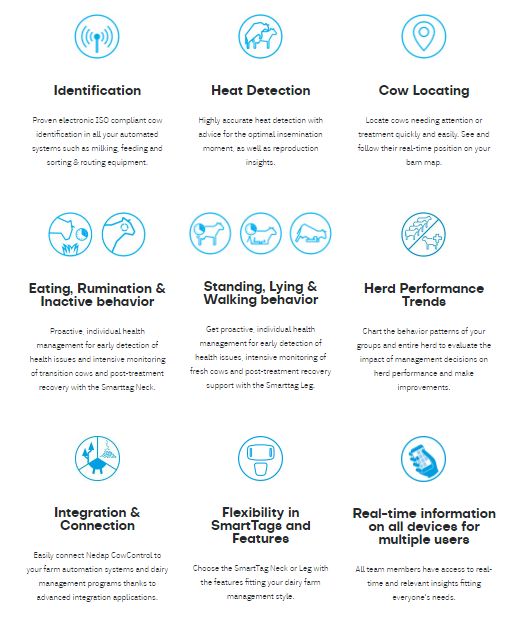 Identification
Proven electronic ISO compliant cow
identification in all your automated
systems such as milking, feeding and
sorting & routing equipment.
Heat Detection
Highly accurate heat detection with
advice for the optimal insemination
moment, as well as reproduction
insights.
Cow Locating
Locate cows needing attention or
treatment quickly and easily. See and
follow their real-time position on your
barn map.
Eating, Rumination &
Inactive behavior
Proactive, individual health
management for early detection of
health issues and intensive monitoring
of transition cows and post-treatment
recovery with the Smarttag Neck.
Standing, Lying &
Walking behavior
Get proactive, individual health
management for early detection of
health issues, intensive monitoring of
fresh cows and post-treatment recovery
support with the Smarttag Leg.
Herd Performance
Trends
Chart the behavior patterns of your
groups and entire herd to evaluate the
impact of management decisions on
herd performance and make
improvements.
Integration &
Connection
Easily connect Nedap CowControl to
your farm automation systems and dairy
management programs thanks to
advanced integration applications.
Flexibility in
SmartTags and
Features
Choose the SmartTag Neck or Leg with
the features fitting your dairy farm
management style.
Real-time information
on all devices for
multiple users
All team members have access to real-
time and relevant insights fitting
everyone's needs.